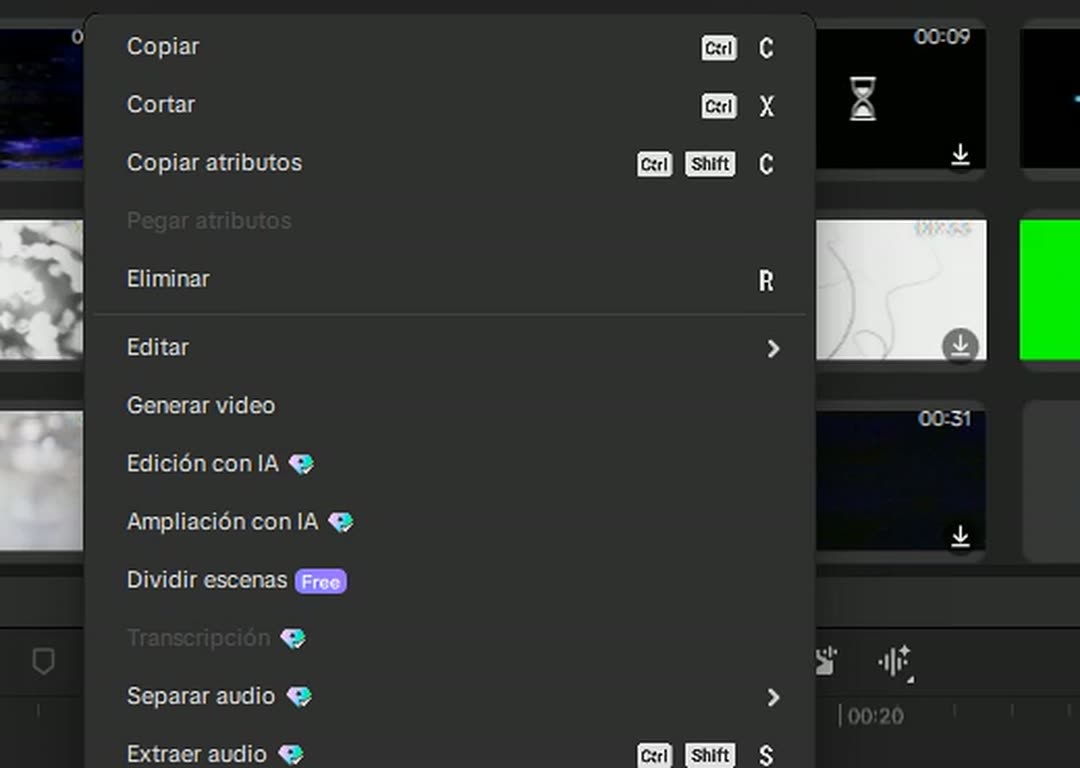 Copiar Ctrl C
00:09
Cortar Ctrl X
Copiar atributos Ctrl Shift C
Pegar atributos
Eliminar R
Editar
Generar video
00:31
Edición con IA
Ampliación con IA
Dividir escenas Free
Transcripción
Separar audio
00:20
Extraer audio Ctrl Shift S